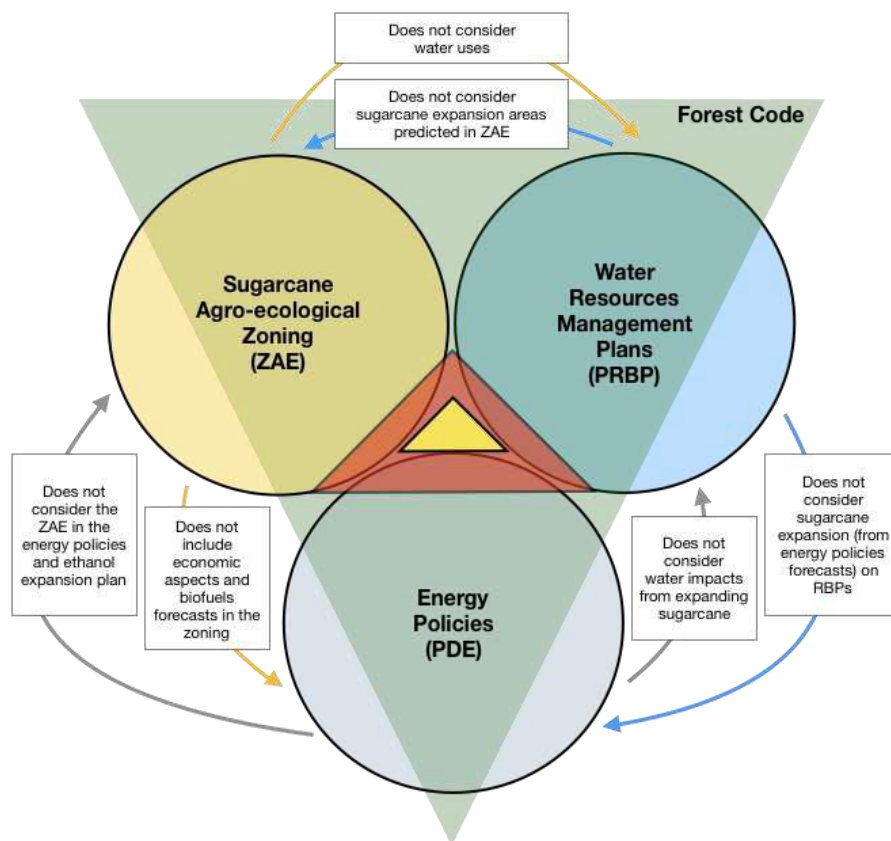 Does not consider
water uses
Does not consider
sugarcane expansion areas
predicted in ZAE
Forest Code
Sugarcane
Agro-ecological
Zoning
(ZAE)
Water
Resources
Management
Plans
(PRBP)
Does not
consider the
ZAE in the
energy policies
and ethanol
expansion plan
Does not
include
economic
aspects and
biofuels
forecasts in the
zoning
Energy
Policies
(PDE)
Does not
consider
water impacts
from expanding
sugarcane
Does not
consider
sugarcane
expansion (from
energy policies
forecasts) on
RBPs